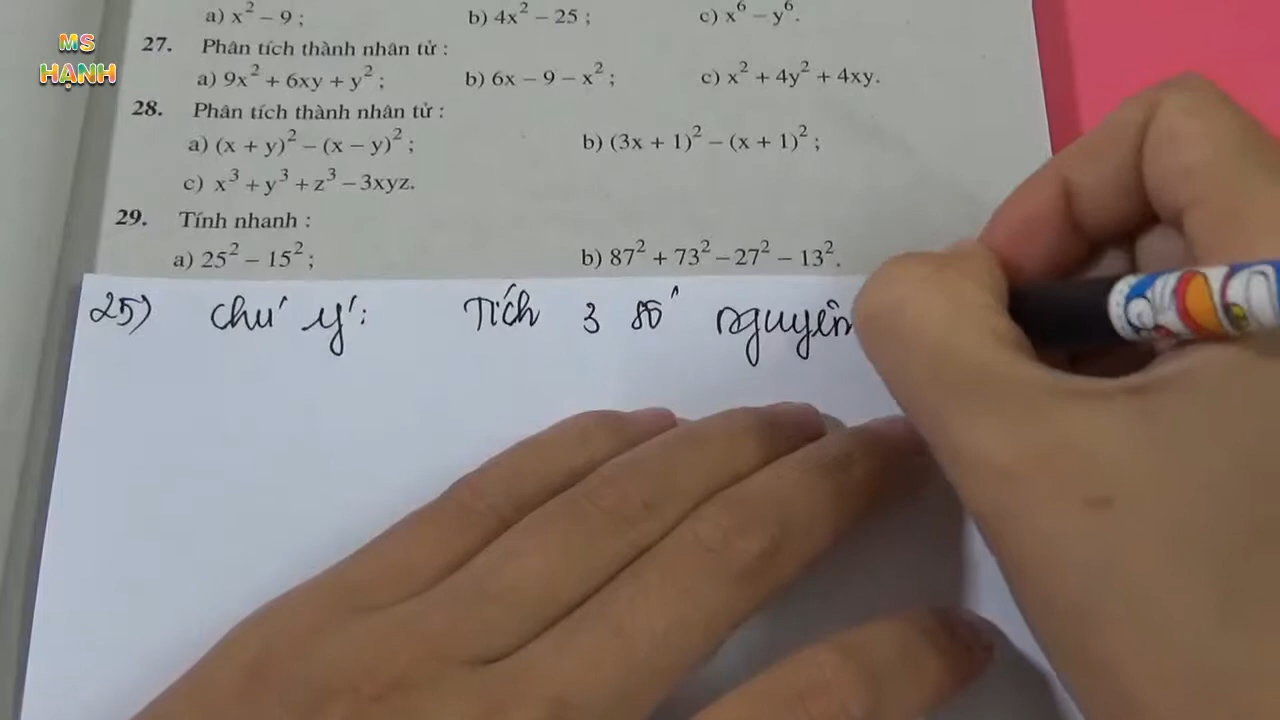 MS
HẠNH
a) x² – 9 ; b) 4x² – 25 ; c) x⁶ – y⁶.
27. Phân tích thành nhân tử :
a) 9x² + 6xy + y² ; b) 6x – 9 – x² ; c) x² + 4y² + 4xy.
28. Phân tích thành nhân tử :
a) (x + y)² – (x – y)² ; b) (3x + 1)² – (x + 1)² ;
c) x³ + y³ + z³ – 3xyz.
29. Tính nhanh :
a) 25² – 15² ; b) 87² + 73² – 27² – 13².
25) Chú ý: Tích 3 số nguyên